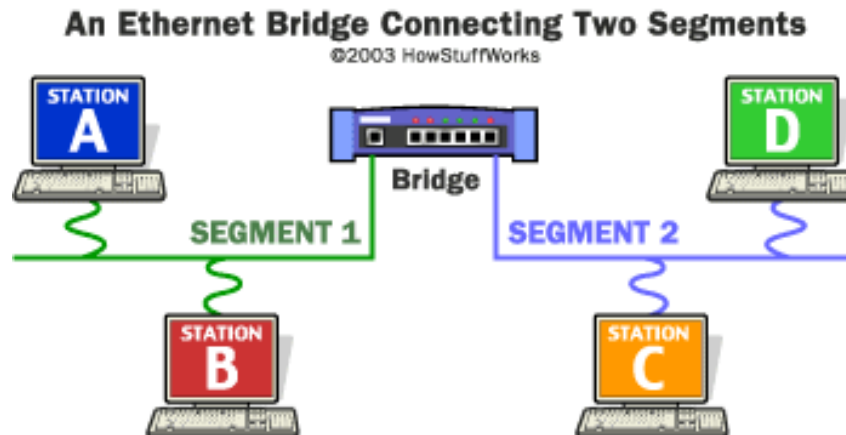 An Ethernet Bridge Connecting Two Segments
©2003 HowStuffWorks
STATION
A
STATION
D
Bridge
SEGMENT 1
SEGMENT 2
STATION
B
STATION
C